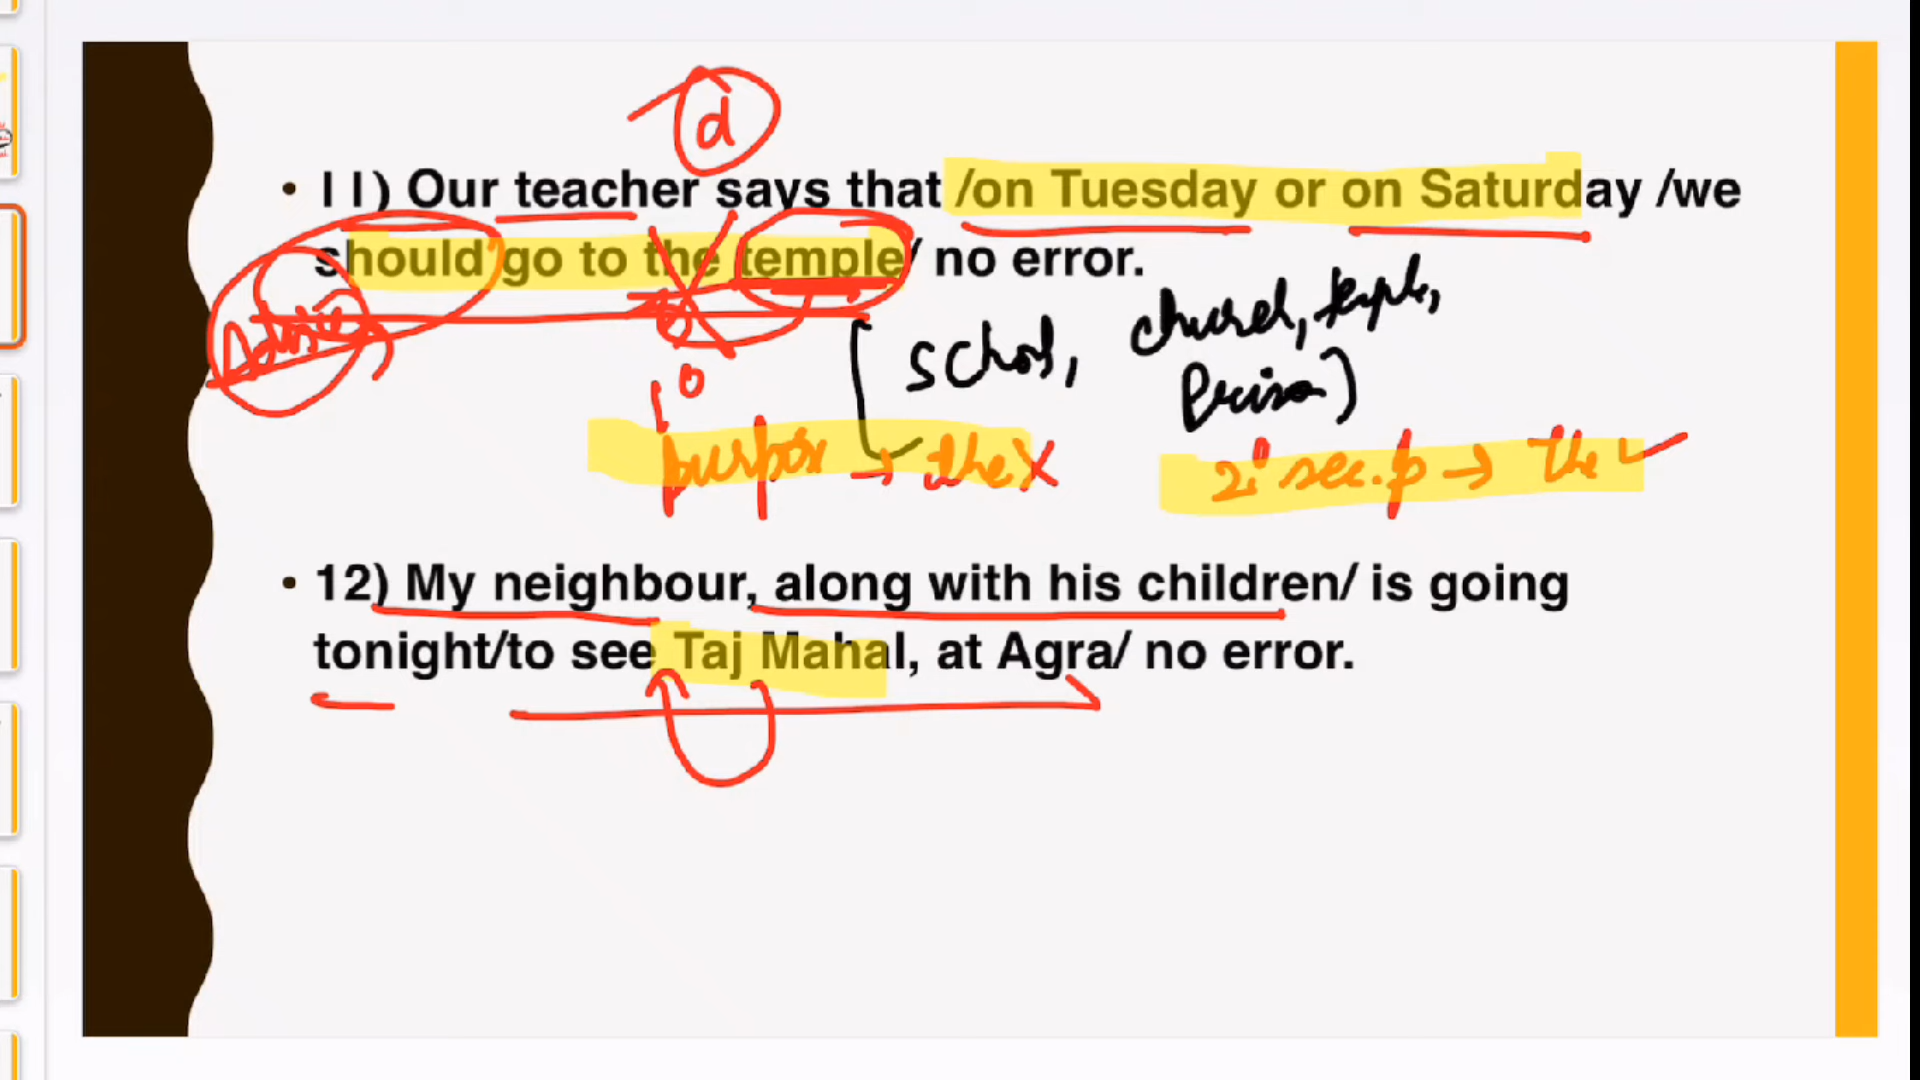 d
• 11) Our teacher says that /on Tuesday or on Saturday /we
should go to the temple/ no error.
Advice
school, church, temple,
Prison)
purpose → the X 2° sec. p → the ✓
• 12) My neighbour, along with his children/ is going
tonight/to see Taj Mahal, at Agra/ no error.